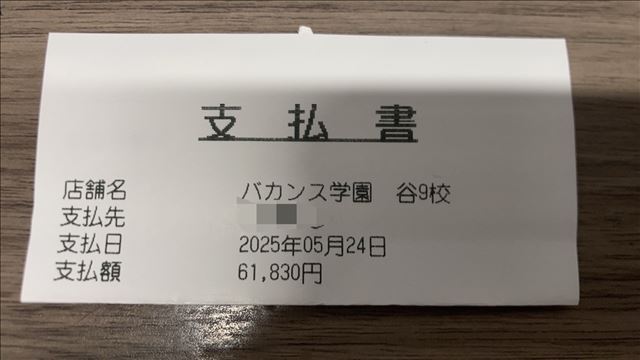 支払書
店舗名 バカンス学園 谷9校
支払先
支払日 2025年05月24日
支払額 61,830円